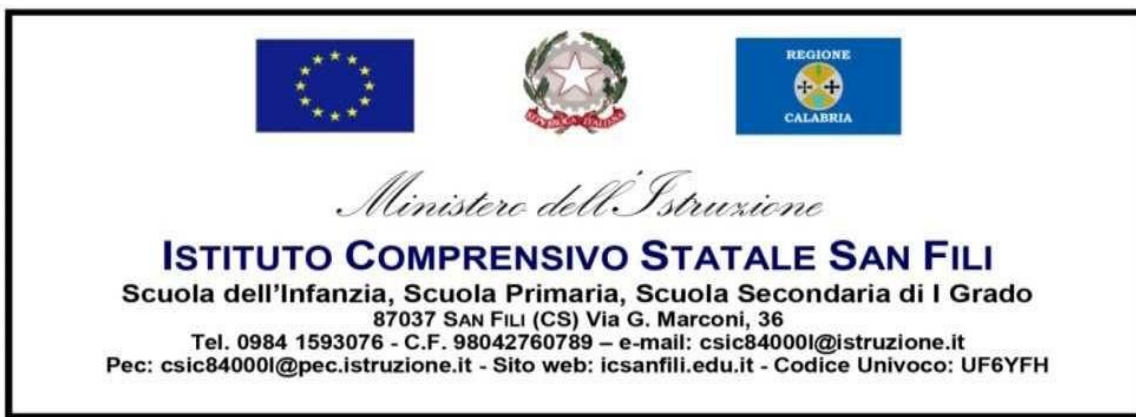 REGIONE
CALABRIA
REPVBBLICA ITALIANA
Ministero dell'Istruzione
ISTITUTO COMPRENSIVO STATALE SAN FILI
Scuola dell'Infanzia, Scuola Primaria, Scuola Secondaria di I Grado
87037 SAN FILI (CS) Via G. Marconi, 36
Tel. 0984 1593076 - C.F. 98042760789 – e-mail: csic84000l@istruzione.it
Pec: csic84000l@pec.istruzione.it - Sito web: icsanfili.edu.it - Codice Univoco: UF6YFH